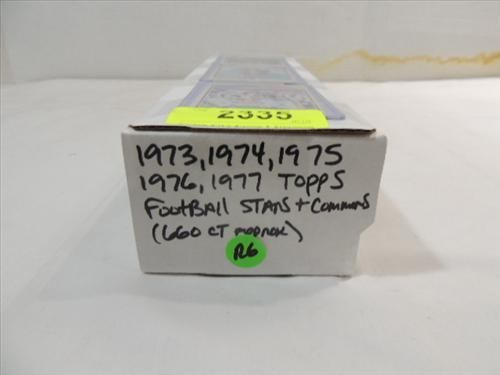 2335
1973, 1974, 1975
1976, 1977 TOPPS
FOOTBALL STARS + COMMONS
(660 CT APPROX)
R6